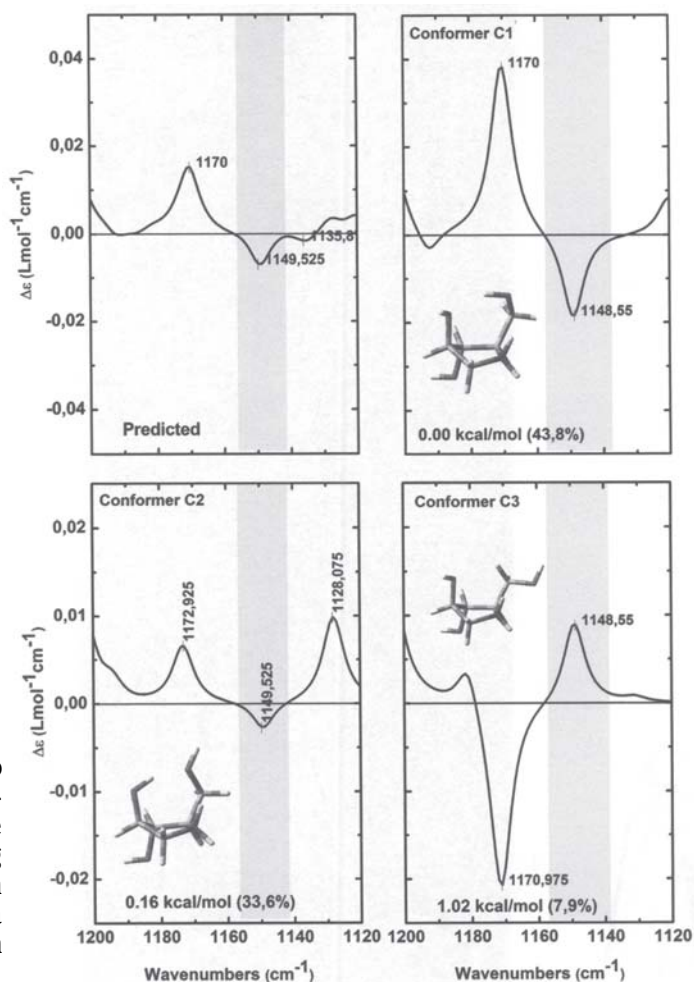 0,04
0,02
0,00
-0,02
-0,04
Δε (Lmol⁻¹cm⁻¹)
1170
1149,525
1135,8
Predicted
Conformer C1
1170
1148,55
0.00 kcal/mol (43,8%)
Conformer C2
0,02
0,01
0,00
-0,01
-0,02
Δε (Lmol⁻¹cm⁻¹)
1172,925
1149,525
1128,075
0.16 kcal/mol (33,6%)
1200 1180 1160 1140 1120
Wavenumbers (cm⁻¹)
Conformer C3
1148,55
1170,975
1.02 kcal/mol (7,9%)
1200 1180 1160 1140 1120
Wavenumbers (cm⁻¹)